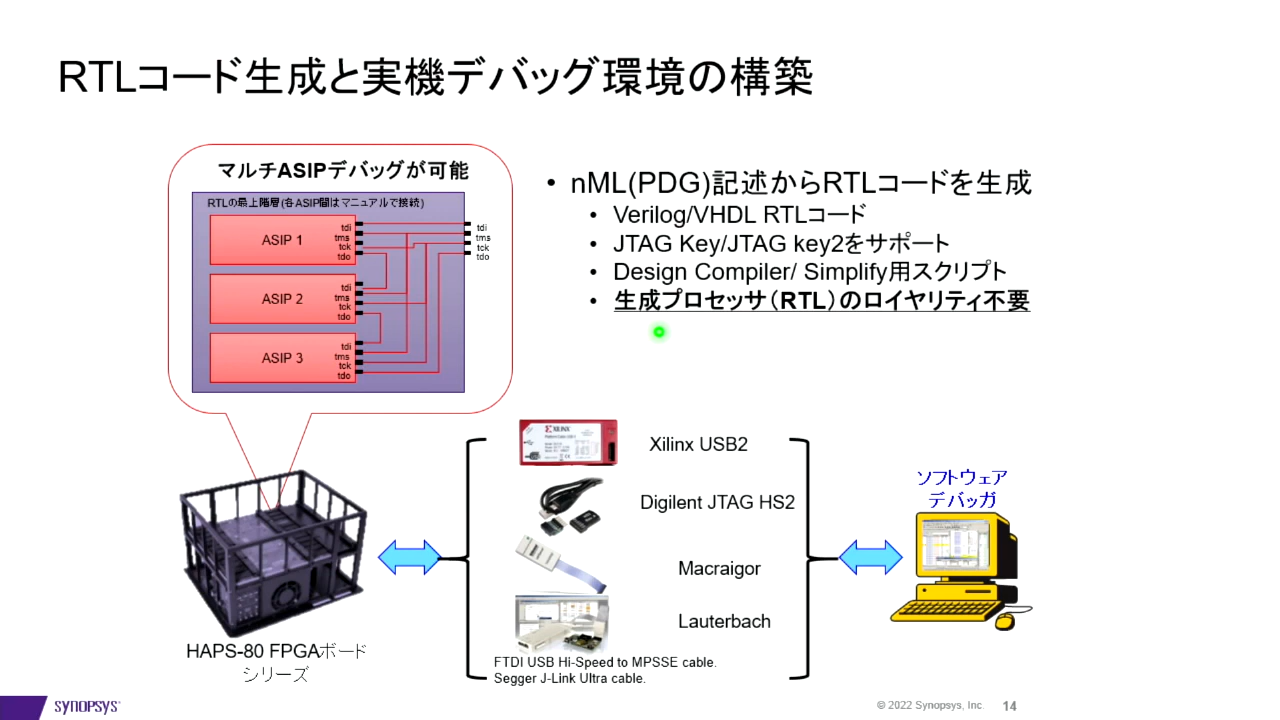 RTLコード生成と実機デバッグ環境の構築
マルチASIPデバッグが可能
RTLの最上階層(各ASIP間はマニュアルで接続)
ASIP 1
tdi
tms
tck
tdo
ASIP 2
tdi
tms
tck
tdo
ASIP 3
tdi
tms
tck
tdo
tdi
tms
tck
tdo
• nML(PDG)記述からRTLコードを生成
• Verilog/VHDL RTLコード
• JTAG Key/JTAG key2をサポート
• Design Compiler/ Simplify用スクリプト
• 生成プロセッサ（RTL）のロイヤリティ不要
XILINX
Xilinx USB2
Digilent JTAG HS2
Macraigor
Lauterbach
FTDI USB Hi-Speed to MPSSE cable.
Segger J-Link Ultra cable.
ソフトウェア
デバッガ
HAPS-80 FPGAボード
シリーズ
SYNOPSYS
© 2022 Synopsys, Inc.
14